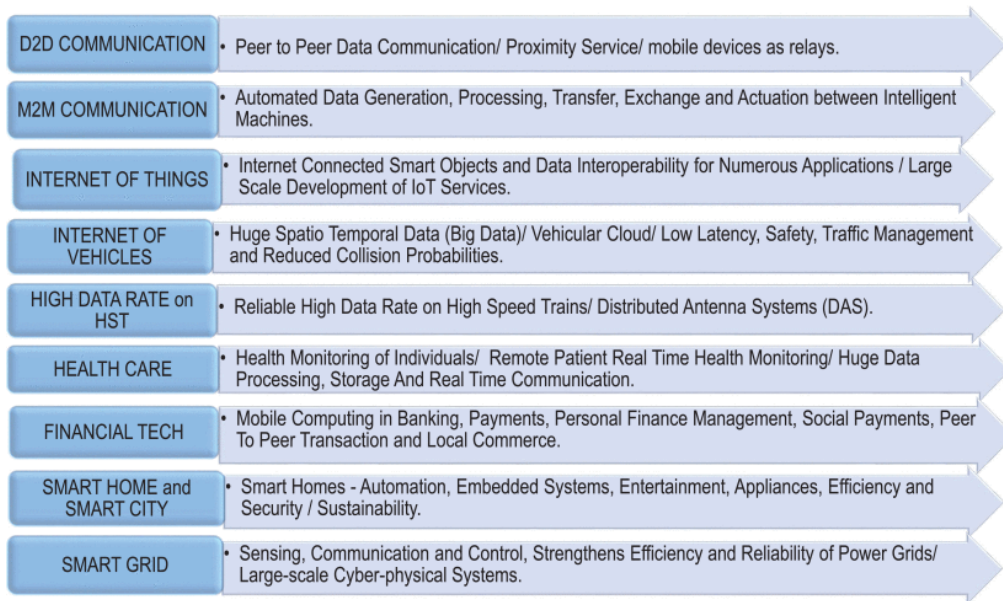 D2D COMMUNICATION
• Peer to Peer Data Communication/ Proximity Service/ mobile devices as relays.
M2M COMMUNICATION
• Automated Data Generation, Processing, Transfer, Exchange and Actuation between Intelligent
Machines.
INTERNET OF THINGS
• Internet Connected Smart Objects and Data Interoperability for Numerous Applications / Large
Scale Development of IoT Services.
INTERNET OF
VEHICLES
• Huge Spatio Temporal Data (Big Data)/ Vehicular Cloud/ Low Latency, Safety, Traffic Management
and Reduced Collision Probabilities.
HIGH DATA RATE on
HST
• Reliable High Data Rate on High Speed Trains/ Distributed Antenna Systems (DAS).
HEALTH CARE
• Health Monitoring of Individuals/ Remote Patient Real Time Health Monitoring/ Huge Data
Processing, Storage And Real Time Communication.
FINANCIAL TECH
• Mobile Computing in Banking, Payments, Personal Finance Management, Social Payments, Peer
To Peer Transaction and Local Commerce.
SMART HOME and
SMART CITY
• Smart Homes - Automation, Embedded Systems, Entertainment, Appliances, Efficiency and
Security / Sustainability.
SMART GRID
• Sensing, Communication and Control, Strengthens Efficiency and Reliability of Power Grids/
Large-scale Cyber-physical Systems.